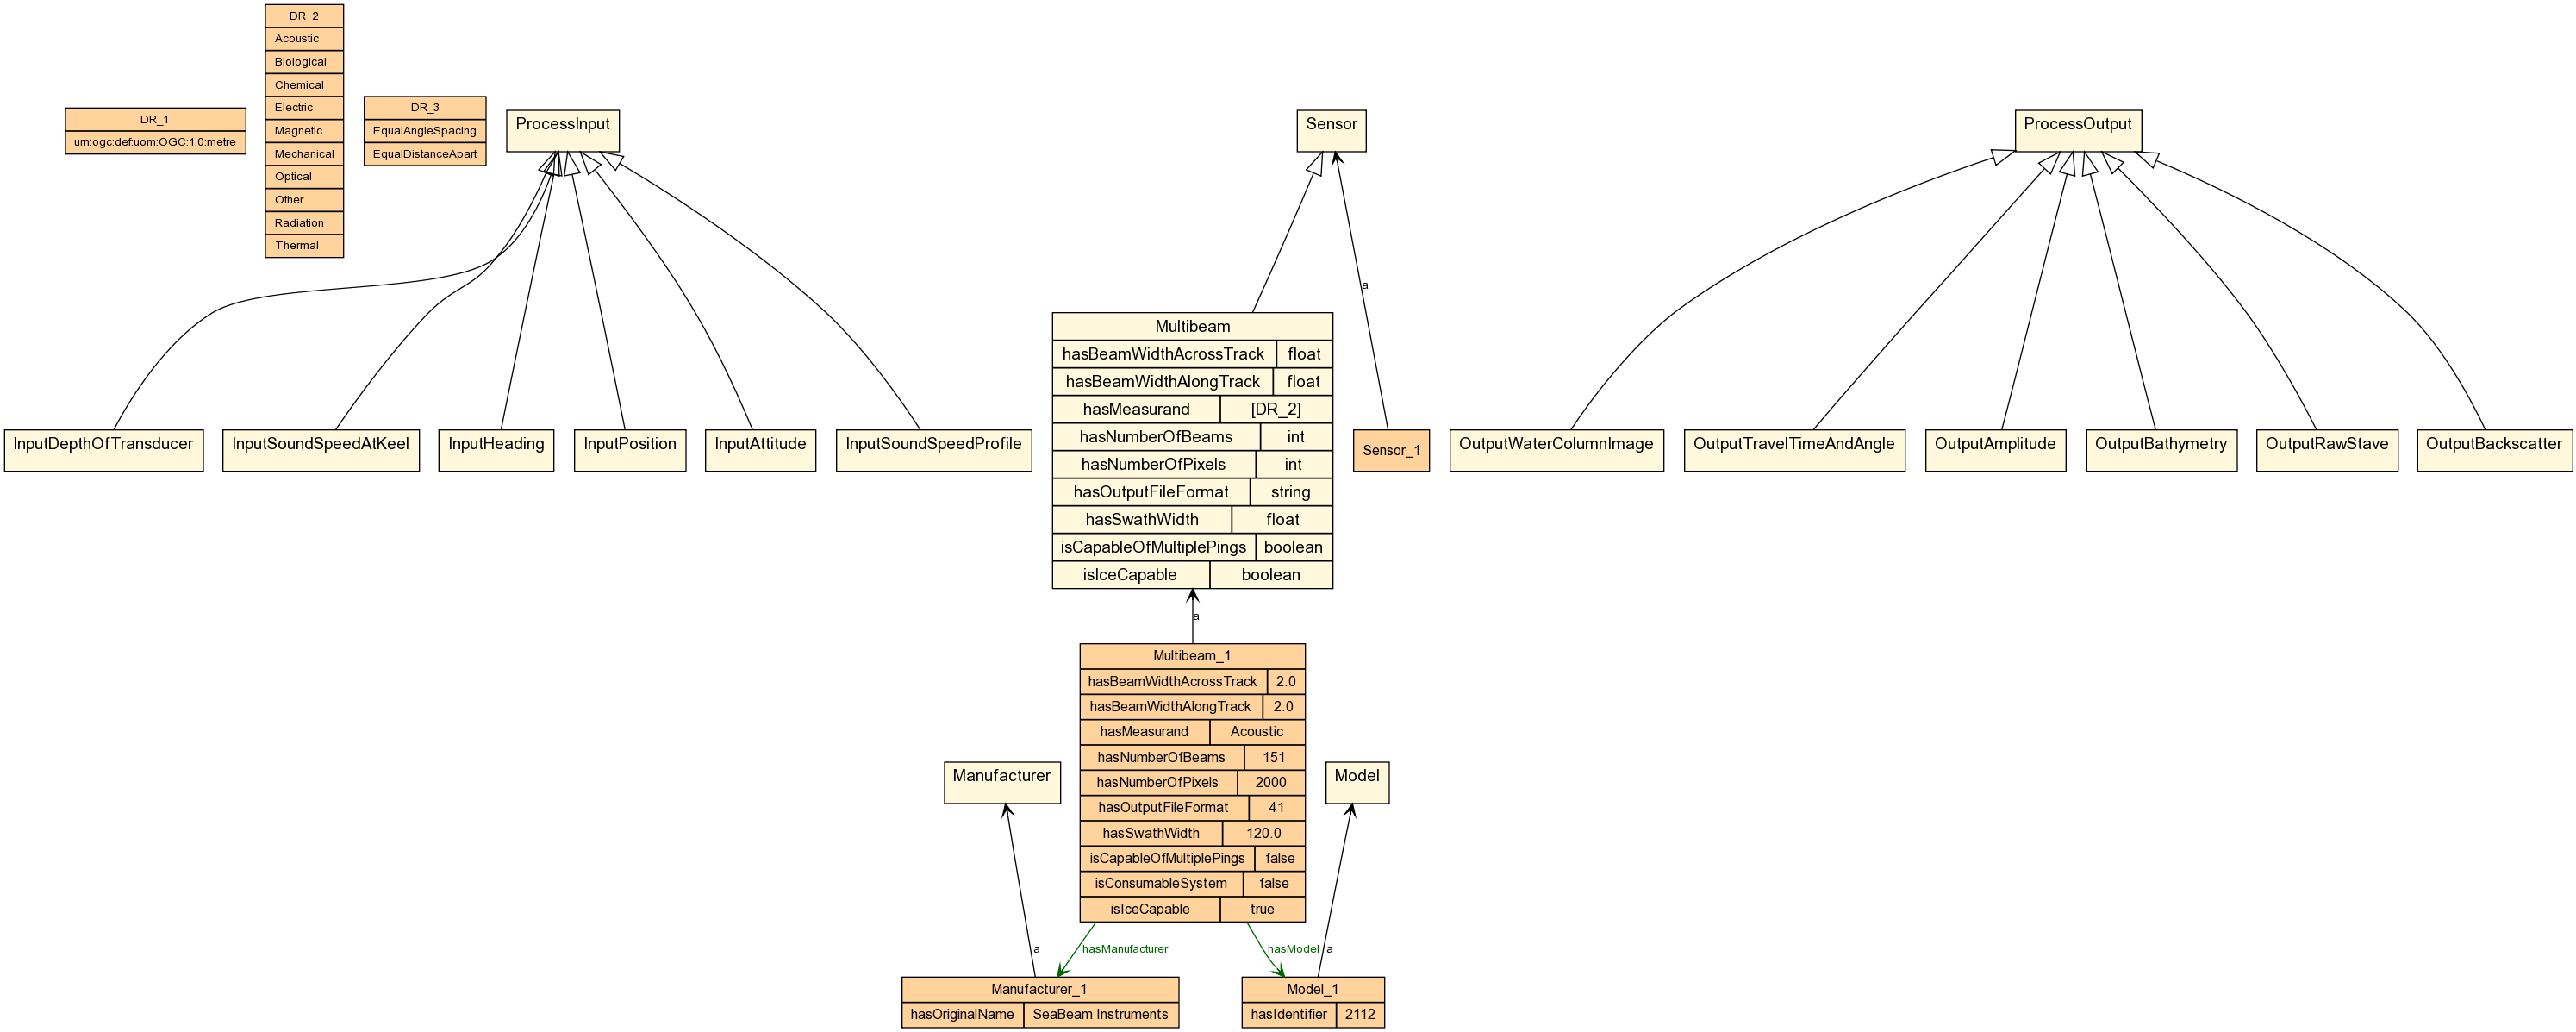 DR_1
urn:ogc:def:uom:OGC:1.0:metre
DR_2
Acoustic
Biological
Chemical
Electric
Magnetic
Mechanical
Optical
Other
Radiation
Thermal
DR_3
EqualAngleSpacing
EqualDistanceApart
ProcessInput
Sensor
ProcessOutput
a
InputDepthOfTransducer
InputSoundSpeedAtKeel
InputHeading
InputPosition
InputAttitude
InputSoundSpeedProfile
Multibeam
hasBeamWidthAcrossTrack float
hasBeamWidthAlongTrack float
hasMeasurand [DR_2]
hasNumberOfBeams int
hasNumberOfPixels int
hasOutputFileFormat string
hasSwathWidth float
isCapableOfMultiplePings boolean
isIceCapable boolean
Sensor_1
OutputWaterColumnImage
OutputTravelTimeAndAngle
OutputAmplitude
OutputBathymetry
OutputRawStave
OutputBackscatter
a
Multibeam_1
hasBeamWidthAcrossTrack 2.0
hasBeamWidthAlongTrack 2.0
hasMeasurand Acoustic
hasNumberOfBeams 151
hasNumberOfPixels 2000
hasOutputFileFormat 41
hasSwathWidth 120.0
isCapableOfMultiplePings false
isConsumableSystem false
isIceCapable true
Manufacturer
Model
a
hasManufacturer
hasModel
a
Manufacturer_1
hasOriginalName SeaBeam Instruments
Model_1
hasIdentifier 2112